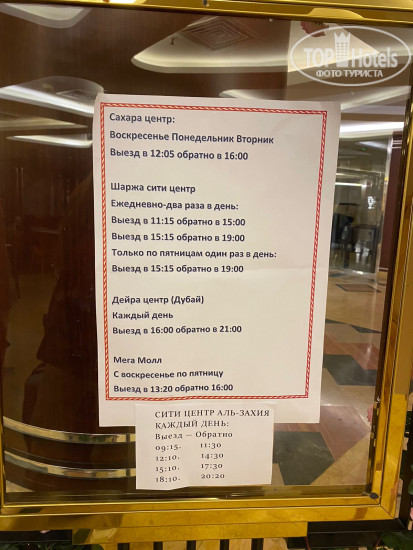 TopHotels
ФОТО ТУРИСТА
Сахара центр:
Воскресенье Понедельник Вторник
Выезд в 12:05 обратно в 16:00
Шаржа сити центр
Ежедневно-два раза в день:
Выезд в 11:15 обратно в 15:00
Выезд в 15:15 обратно в 19:00
Только по пятницам один раз в день:
Выезд в 15:15 обратно в 19:00
Дейра центр (Дубай)
Каждый день
Выезд в 16:00 обратно в 21:00
Мега Молл
С воскресенье по пятницу
Выезд в 13:20 обратно 16:00
СИТИ ЦЕНТР АЛЬ-ЗАХИЯ
КАЖДЫЙ ДЕНЬ:
Выезд — Обратно
09:15- 11:30
12:10- 14:30
15:10- 17:30
18:10- 20:20